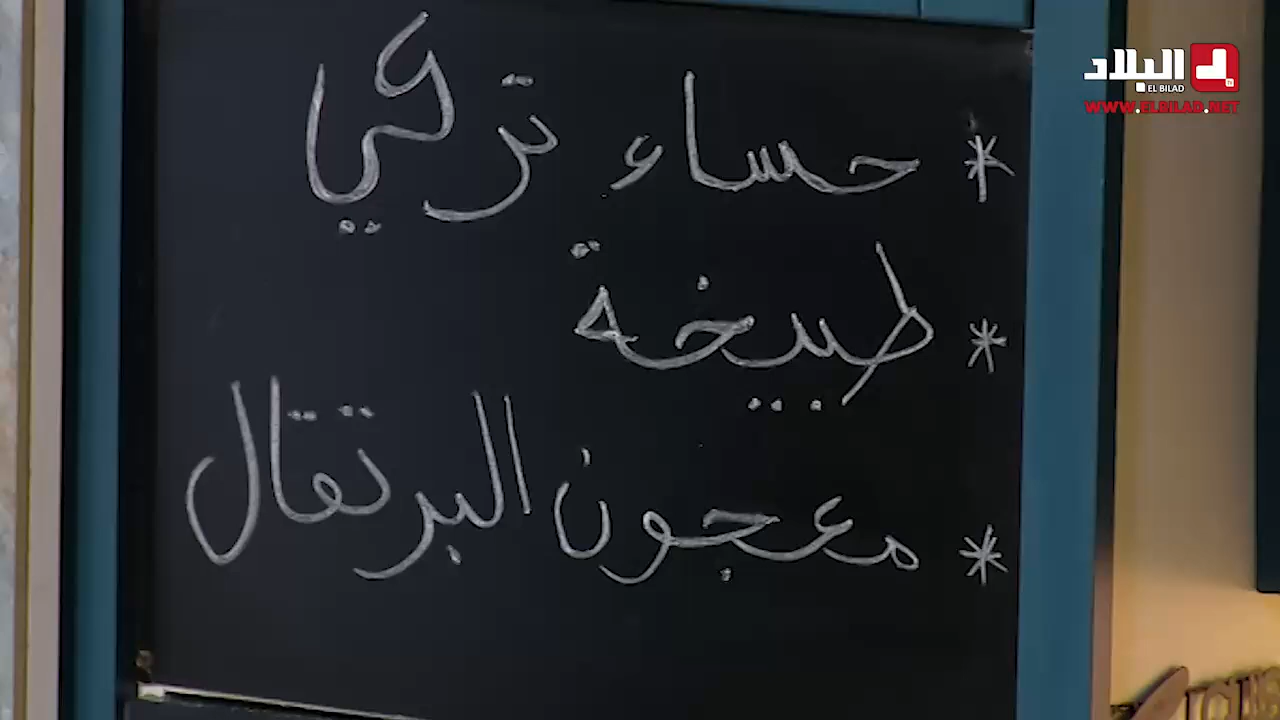 * حساء تركي
* طبيخة
* معجون البرتقال
البلاد
EL BILAD
WWW.ELBILAD.NET